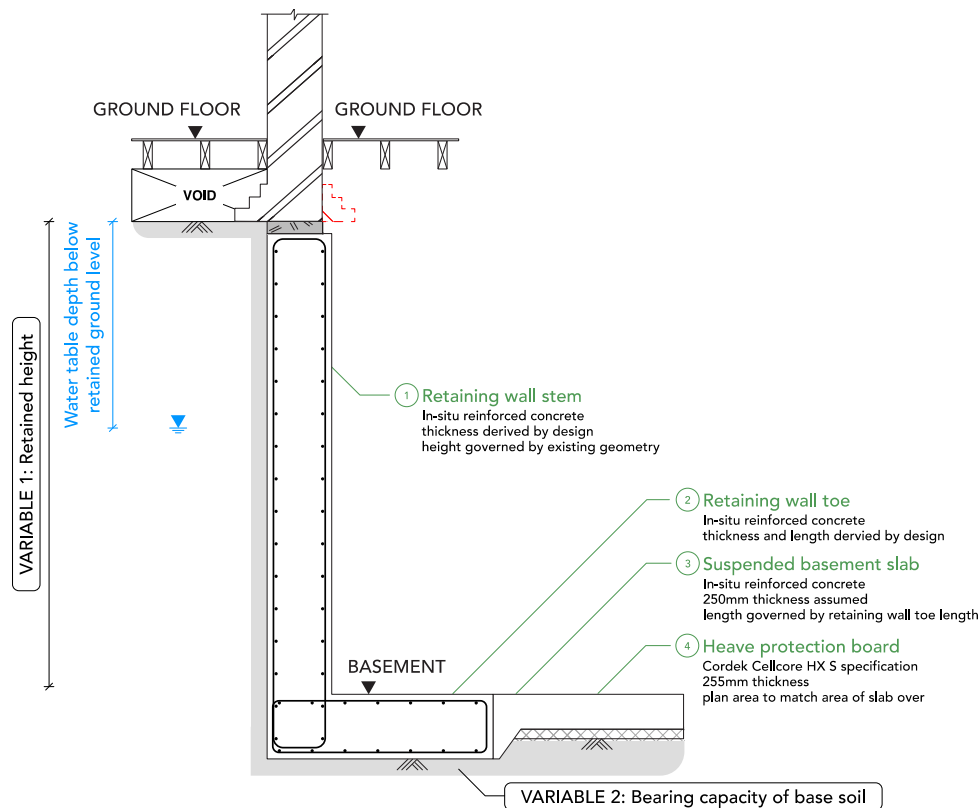 GROUND FLOOR
GROUND FLOOR
VOID
Water table depth below
retained ground level
VARIABLE 1: Retained height
1 Retaining wall stem
In-situ reinforced concrete
thickness derived by design
height governed by existing geometry
2 Retaining wall toe
In-situ reinforced concrete
thickness and length dervied by design
3 Suspended basement slab
In-situ reinforced concrete
250mm thickness assumed
length governed by retaining wall toe length
4 Heave protection board
Cordek Cellcore HX S specification
255mm thickness
plan area to match area of slab over
BASEMENT
VARIABLE 2: Bearing capacity of base soil